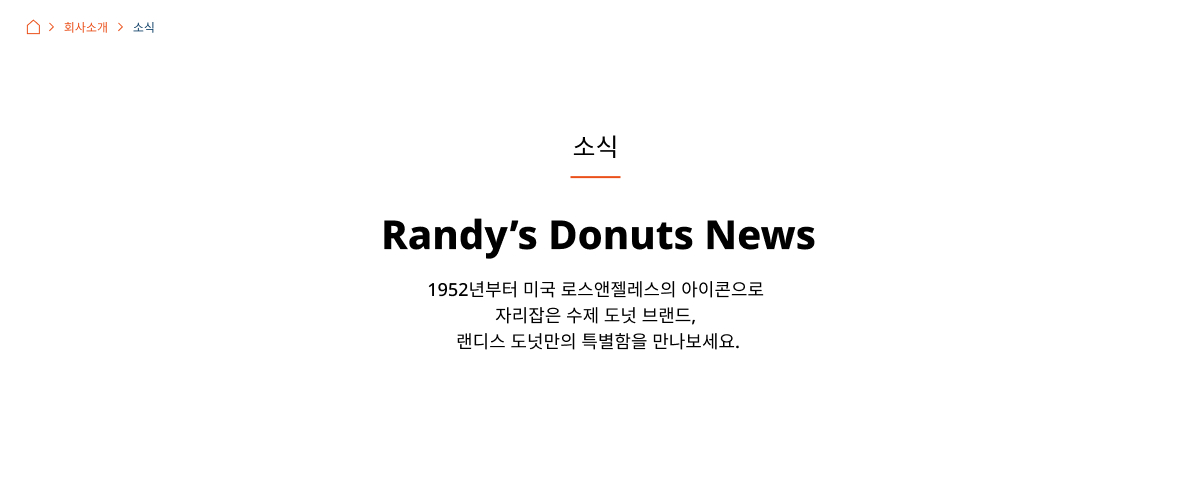 회사소개 소식
소식
Randy’s Donuts News
1952년부터 미국 로스앤젤레스의 아이콘으로
자리잡은 수제 도넛 브랜드,
랜디스 도넛만의 특별함을 만나보세요.